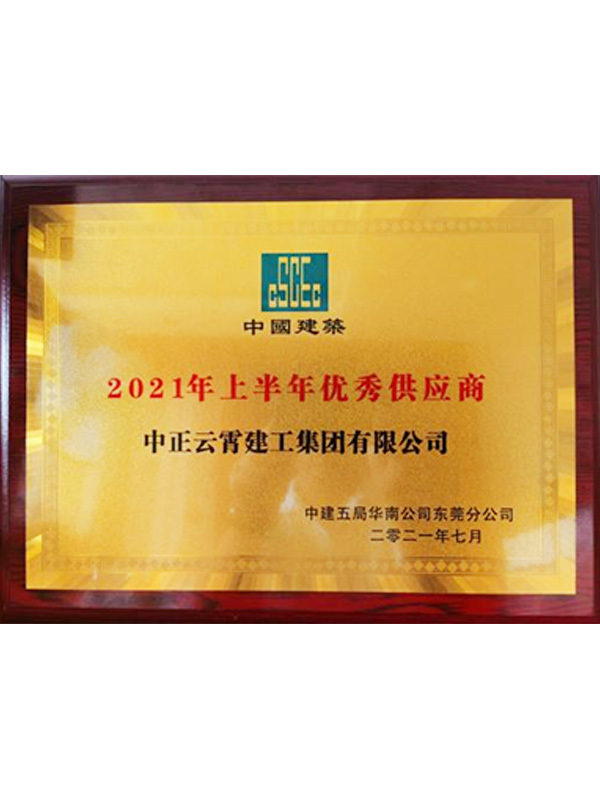 CSCEC
中國建築
2021年上半年优秀供应商
中正云霄建工集团有限公司
中建五局华南公司东莞分公司
二零二一年七月